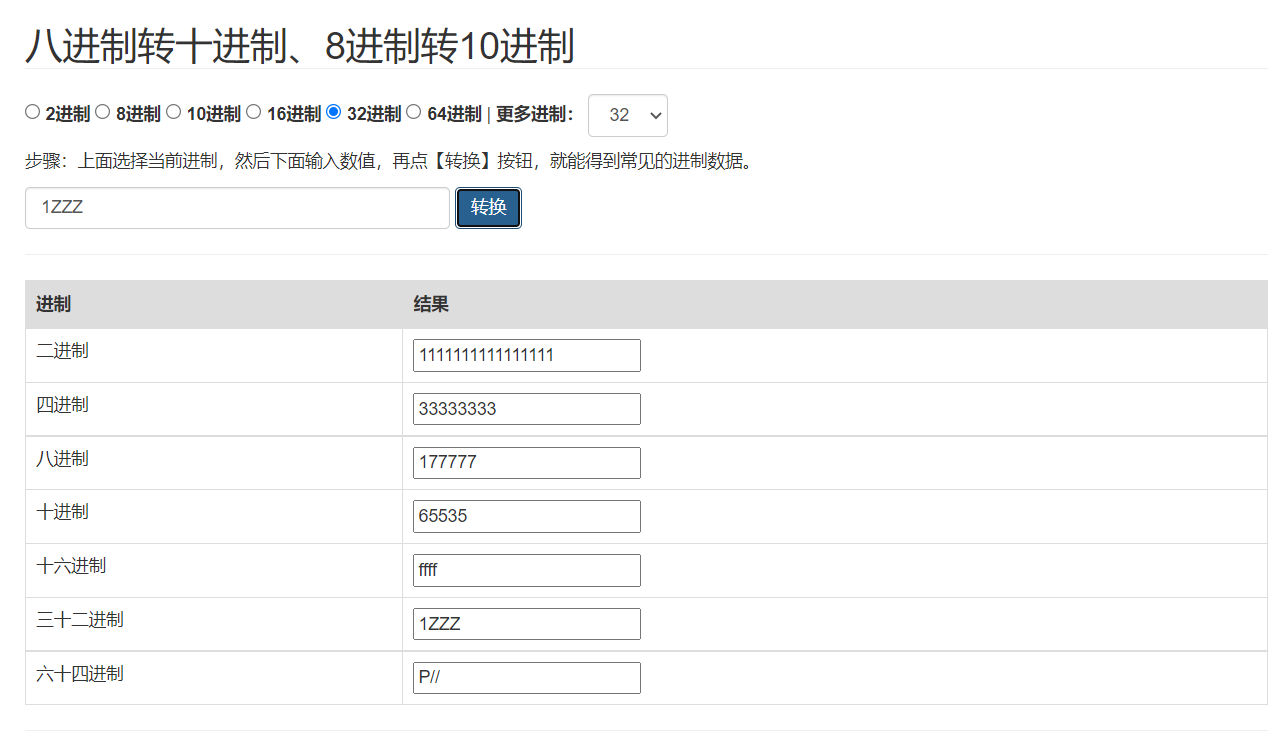 八进制转十进制、8进制转10进制
2进制 8进制 10进制 16进制 32进制 64进制 | 更多进制： 32
步骤：上面选择当前进制，然后下面输入数值，再点【转换】按钮，就能得到常见的进制数据。
1ZZZ 转换
进制 结果
二进制 1111111111111111
四进制 33333333
八进制 177777
十进制 65535
十六进制 ffff
三十二进制 1ZZZ
六十四进制 P//